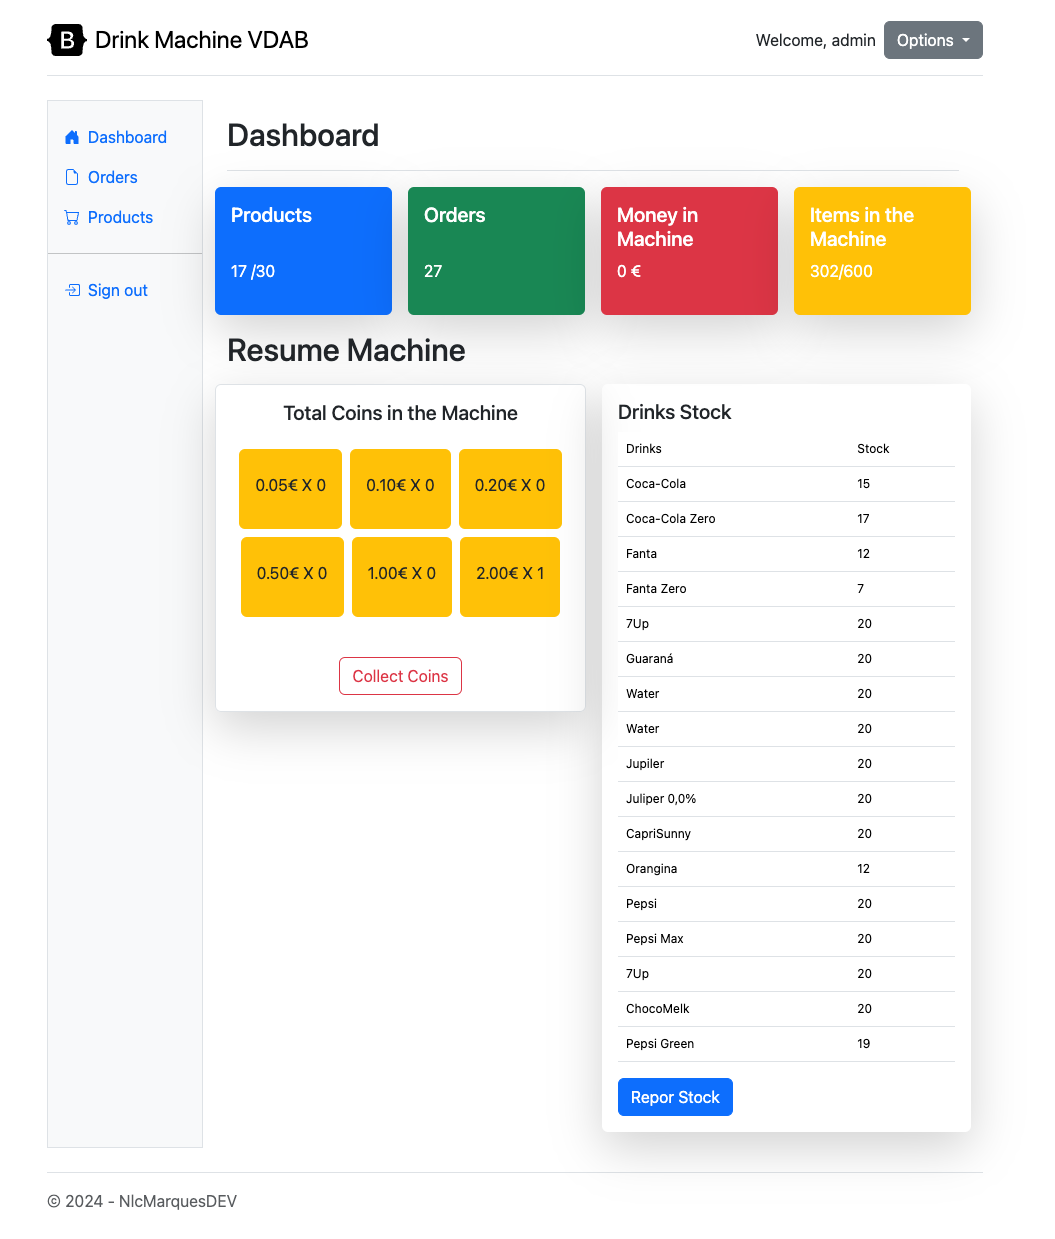 B Drink Machine VDAB
Welcome, admin
Options
Dashboard
Orders
Products
Sign out
Dashboard
Products
17 /30
Orders
27
Money in
Machine
0 €
Items in the
Machine
302/600
Resume Machine
Total Coins in the Machine
0.05€ X 0
0.10€ X 0
0.20€ X 0
0.50€ X 0
1.00€ X 0
2.00€ X 1
Collect Coins
Drinks Stock
Drinks Stock
Coca-Cola 15
Coca-Cola Zero 17
Fanta 12
Fanta Zero 7
7Up 20
Guaraná 20
Water 20
Water 20
Jupiler 20
Juliper 0,0% 20
CapriSunny 20
Orangina 12
Pepsi 20
Pepsi Max 20
7Up 20
ChocoMelk 20
Pepsi Green 19
Repor Stock
© 2024 - NlcMarquesDEV